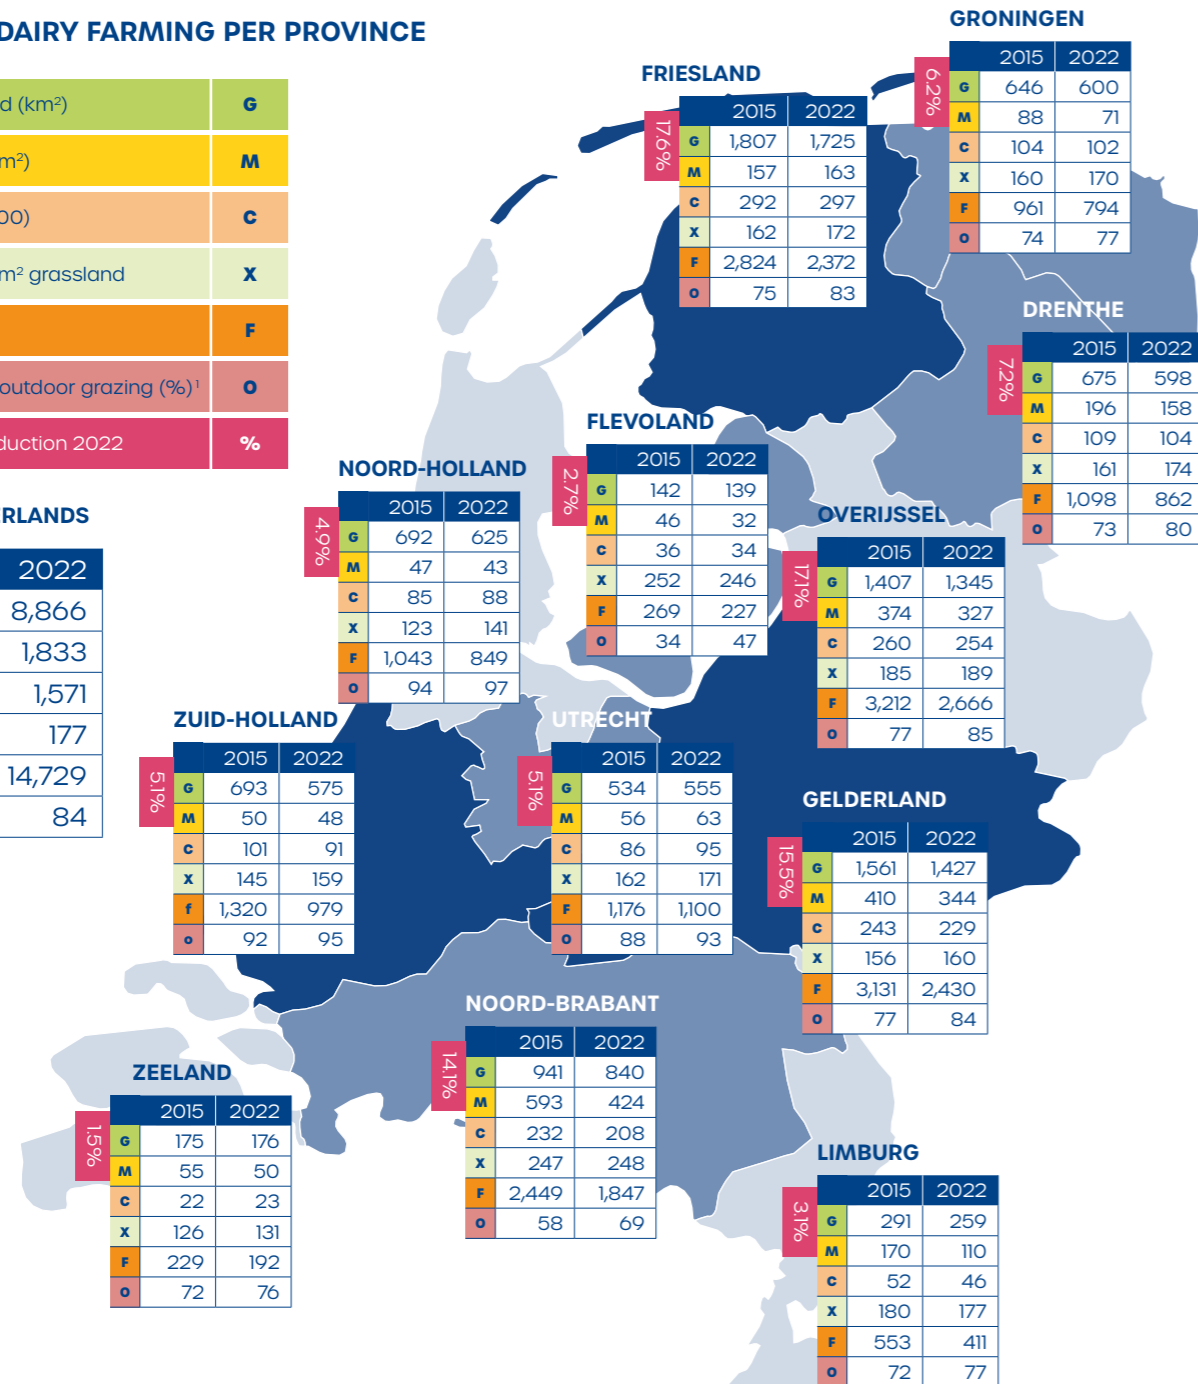 DAIRY FARMING PER PROVINCE
d (km²) G
m²) M
00) C
m² grassland X
F
outdoor grazing (%)¹ O
duction 2022 %
ERLANDS
2022
8,866
1,833
1,571
177
14,729
84
GRONINGEN
6.2%
2015 2022
G 646 600
M 88 71
C 104 102
X 160 170
F 961 794
O 74 77
FRIESLAND
17.6%
2015 2022
G 1,807 1,725
M 157 163
C 292 297
X 162 172
F 2,824 2,372
O 75 83
DRENTHE
7.2%
2015 2022
G 675 598
M 196 158
C 109 104
X 161 174
F 1,098 862
O 73 80
FLEVOLAND
2.7%
2015 2022
G 142 139
M 46 32
C 36 34
X 252 246
F 269 227
O 34 47
NOORD-HOLLAND
4.9%
2015 2022
G 692 625
M 47 43
C 85 88
X 123 141
F 1,043 849
O 94 97
OVERIJSSEL
17.1%
2015 2022
G 1,407 1,345
M 374 327
C 260 254
X 185 189
F 3,212 2,666
O 77 85
ZUID-HOLLAND
5.1%
2015 2022
G 693 575
M 50 48
C 101 91
X 145 159
f 1,320 979
o 92 95
UTRECHT
5.1%
2015 2022
G 534 555
M 56 63
C 86 95
X 162 171
F 1,176 1,100
O 88 93
GELDERLAND
15.5%
2015 2022
G 1,561 1,427
M 410 344
C 243 229
X 156 160
F 3,131 2,430
O 77 84
NOORD-BRABANT
14.1%
2015 2022
G 941 840
M 593 424
C 232 208
X 247 248
F 2,449 1,847
O 58 69
ZEELAND
1.5%
2015 2022
G 175 176
M 55 50
C 22 23
X 126 131
F 229 192
O 72 76
LIMBURG
3.1%
2015 2022
G 291 259
M 170 110
C 52 46
X 180 177
F 553 411
O 72 77